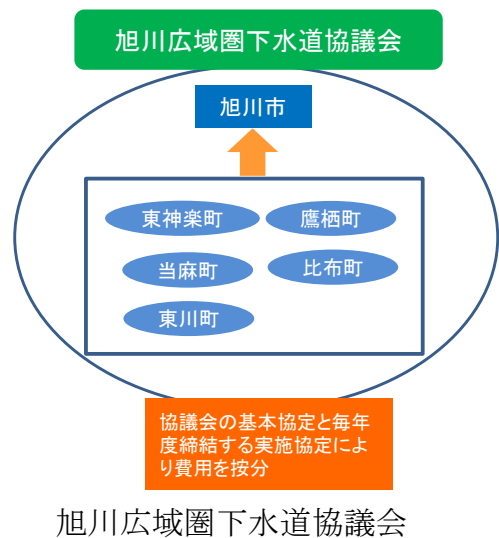 旭川広域圏下水道協議会
旭川市
東神楽町
鷹栖町
当麻町
比布町
東川町
協議会の基本協定と毎年
度締結する実施協定によ
り費用を按分
旭川広域圏下水道協議会